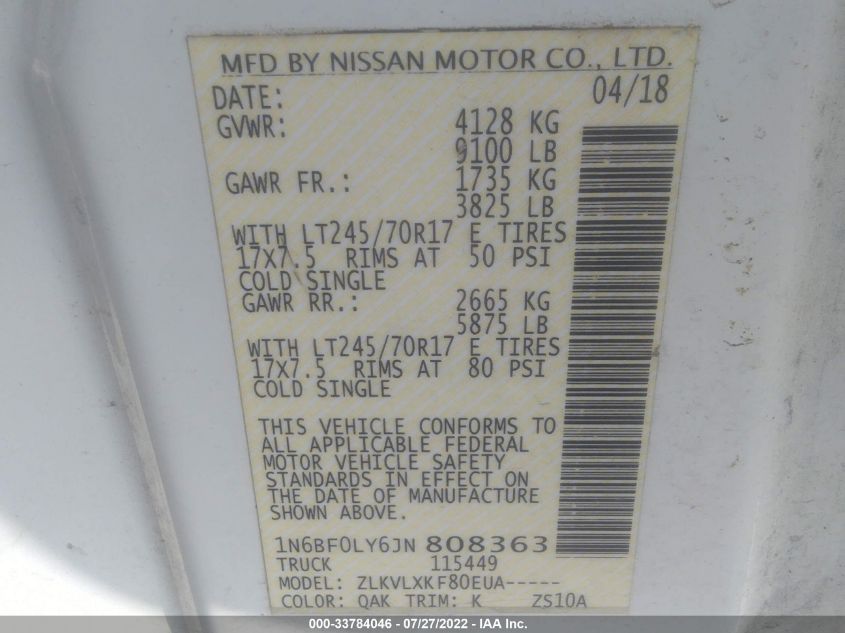 MFD BY NISSAN MOTOR CO., LTD.
DATE: 04/18
GVWR: 4128 KG
9100 LB
GAWR FR.: 1735 KG
3825 LB
WITH LT245/70R17 E TIRES
17X7.5 RIMS AT 50 PSI
COLD SINGLE
GAWR RR.: 2665 KG
5875 LB
WITH LT245/70R17 E TIRES
17X7.5 RIMS AT 80 PSI
COLD SINGLE
THIS VEHICLE CONFORMS TO
ALL APPLICABLE FEDERAL
MOTOR VEHICLE SAFETY
STANDARDS IN EFFECT ON
THE DATE OF MANUFACTURE
SHOWN ABOVE.
1N6BF0LY6JN 808363
TRUCK 115449
MODEL: ZLKVLXKF80EUA-----
COLOR: QAK TRIM: K ZS10A
000-33784046 - 07/27/2022 - IAA Inc.